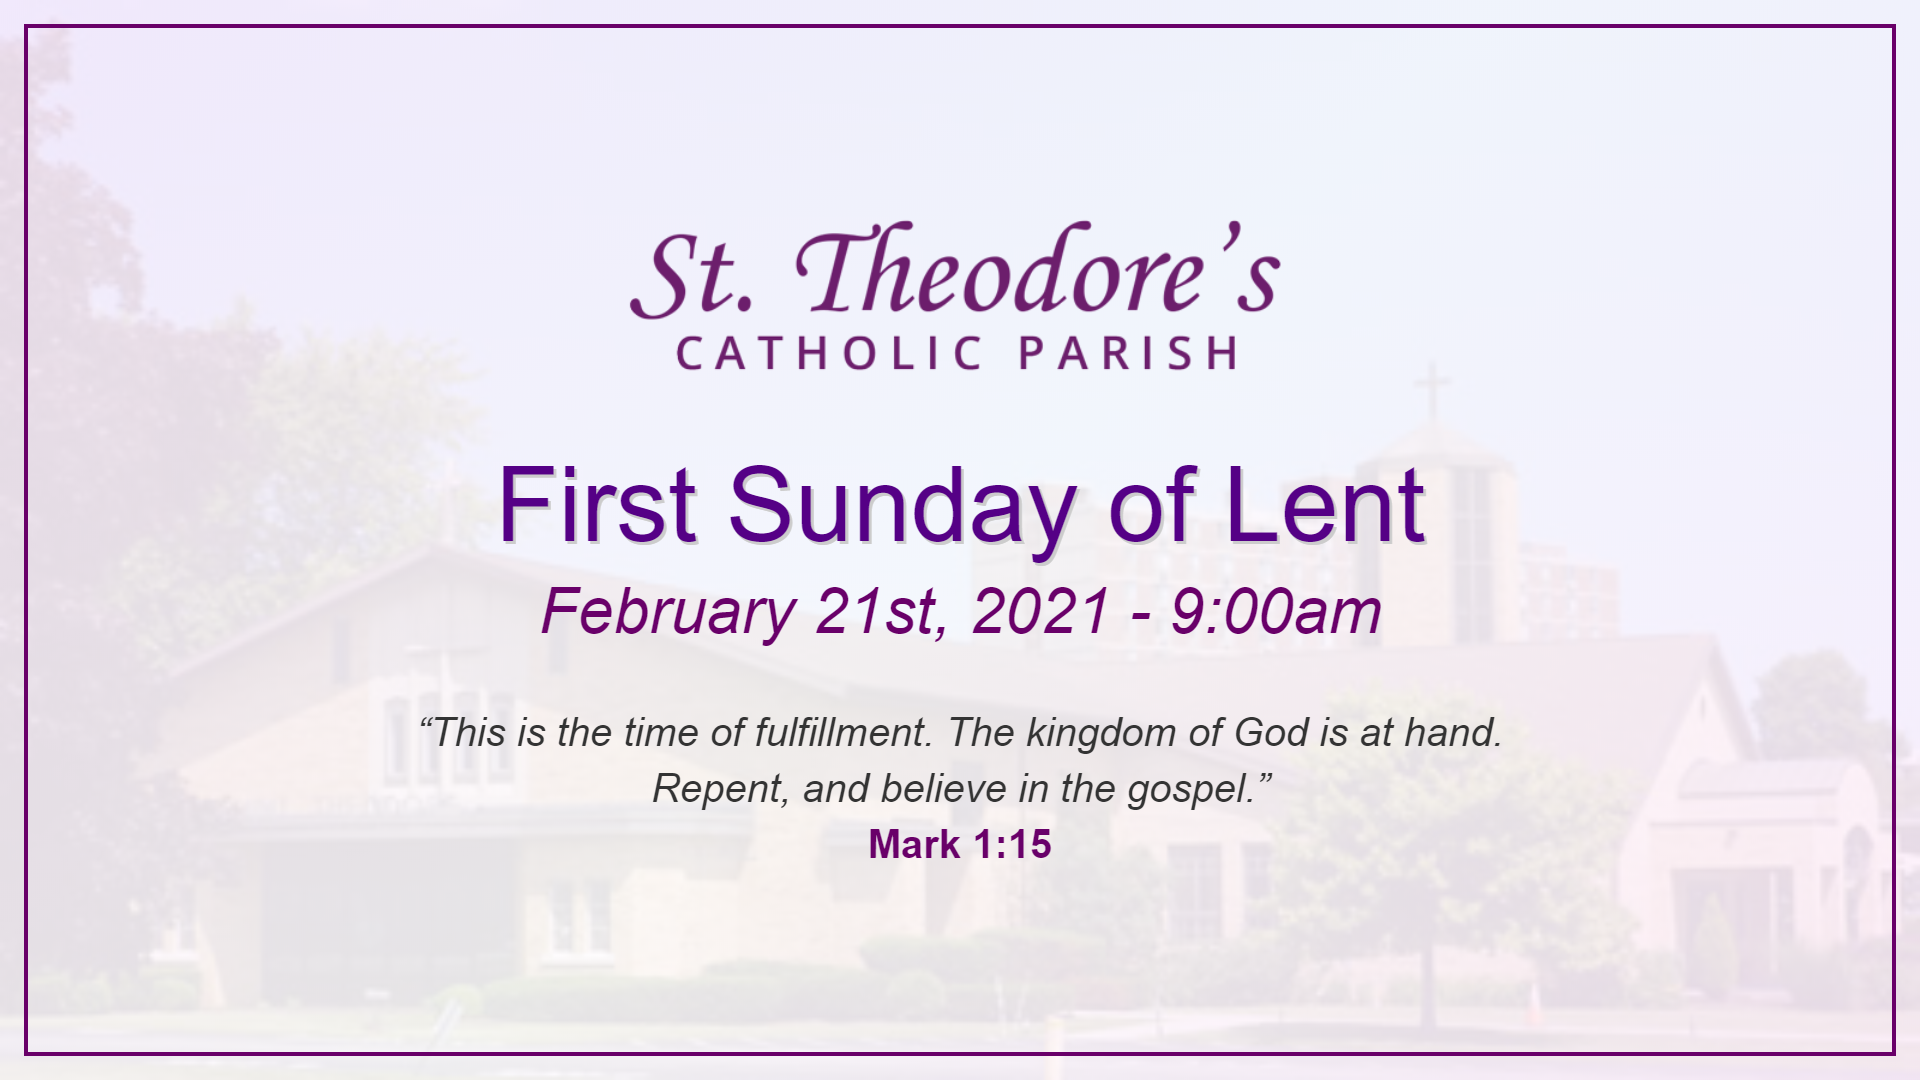 St. Theodore’s
CATHOLIC PARISH
First Sunday of Lent
February 21st, 2021 - 9:00am
“This is the time of fulfillment. The kingdom of God is at hand.
Repent, and believe in the gospel.”
Mark 1:15